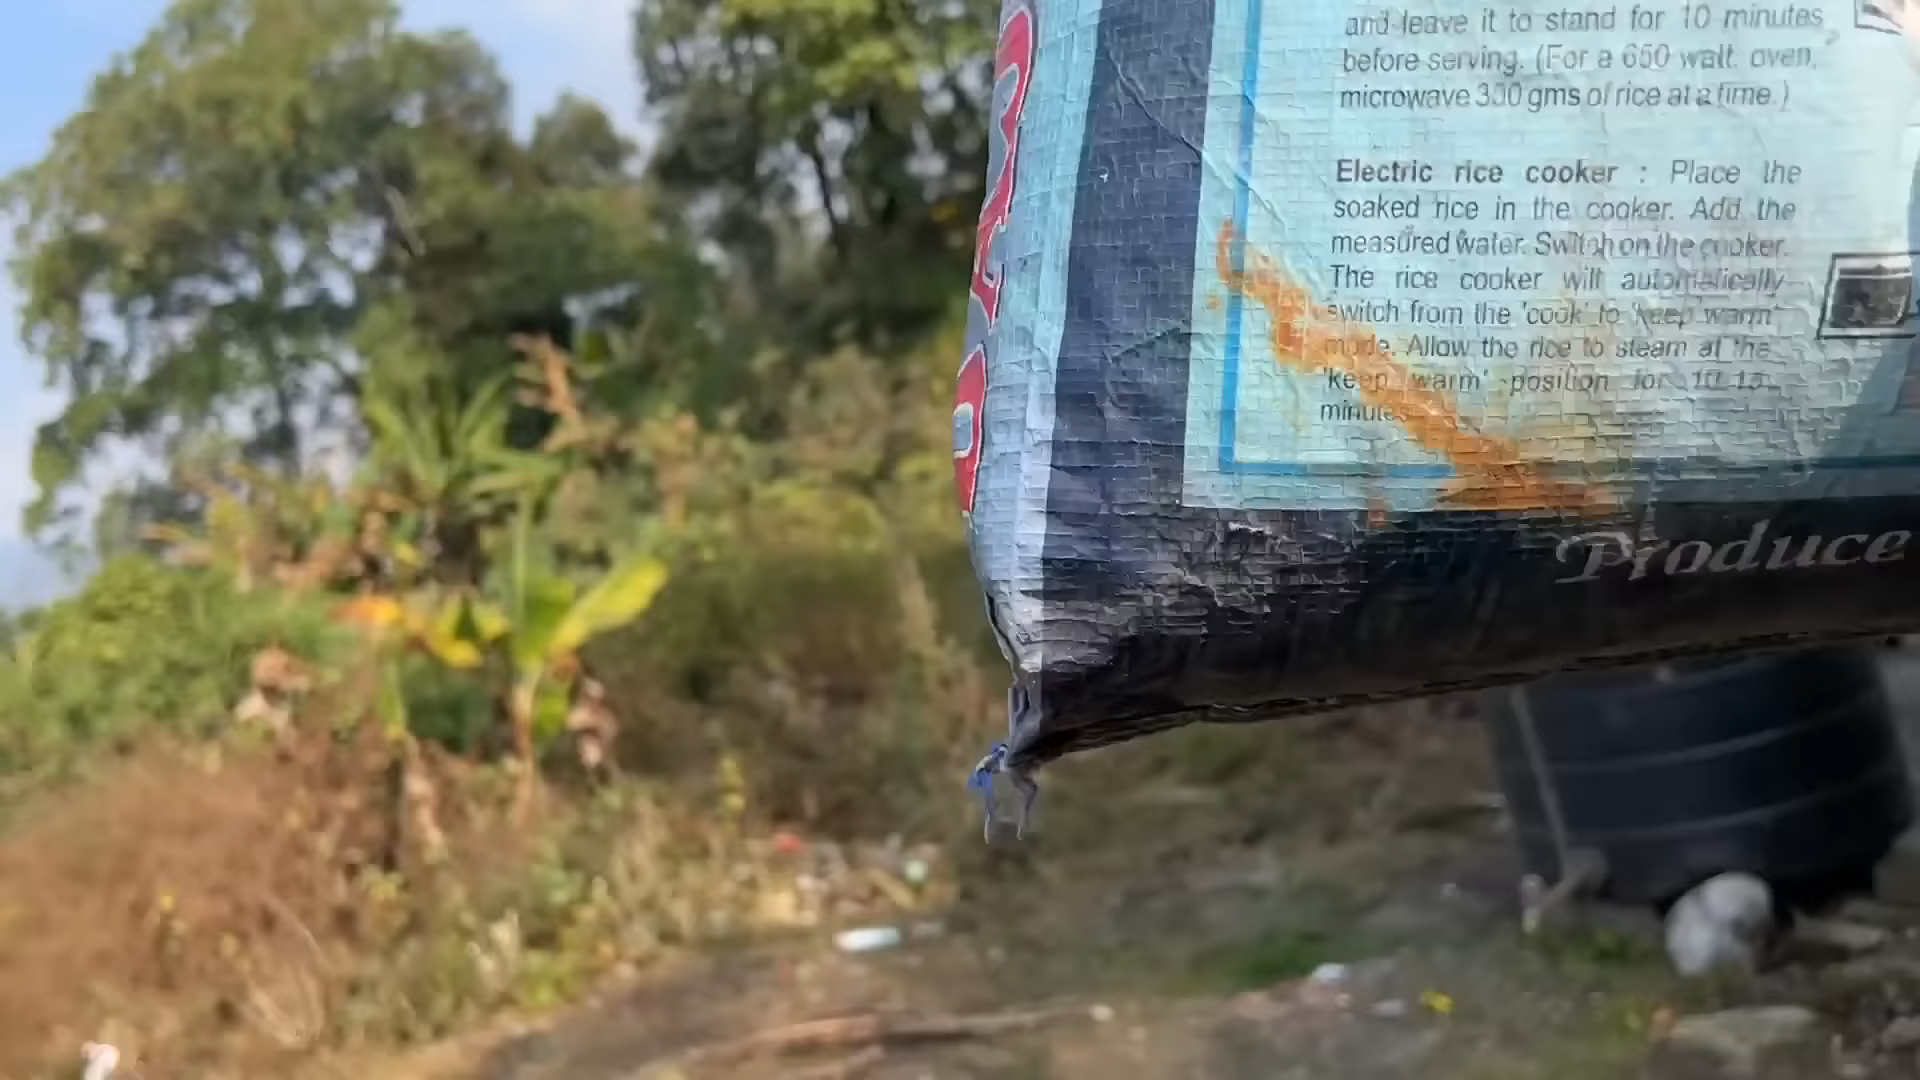 and leave it to stand for 10 minutes
before serving. (For a 650 watt. oven,
microwave 300 gms of rice at a time.)
Electric rice cooker : Place the
soaked rice in the cooker. Add the
measured water. Switch on the cooker.
The rice cooker will automatically
switch from the 'cook' to 'keep warm'
mode. Allow the rice to steam at the
'keep warm' position for 10-15
minutes
Produce